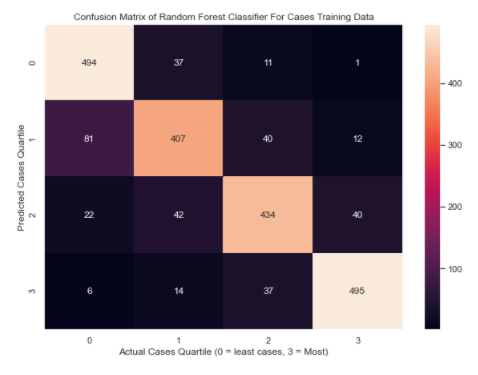 Confusion Matrix of Random Forest Classifier For Cases Training Data
0 494 37 11 1
1 81 407 40 12
2 22 42 434 40
3 6 14 37 495
0 1 2 3
Predicted Cases Quartile
Actual Cases Quartile (0 = least cases, 3 = Most)
400
300
200
100